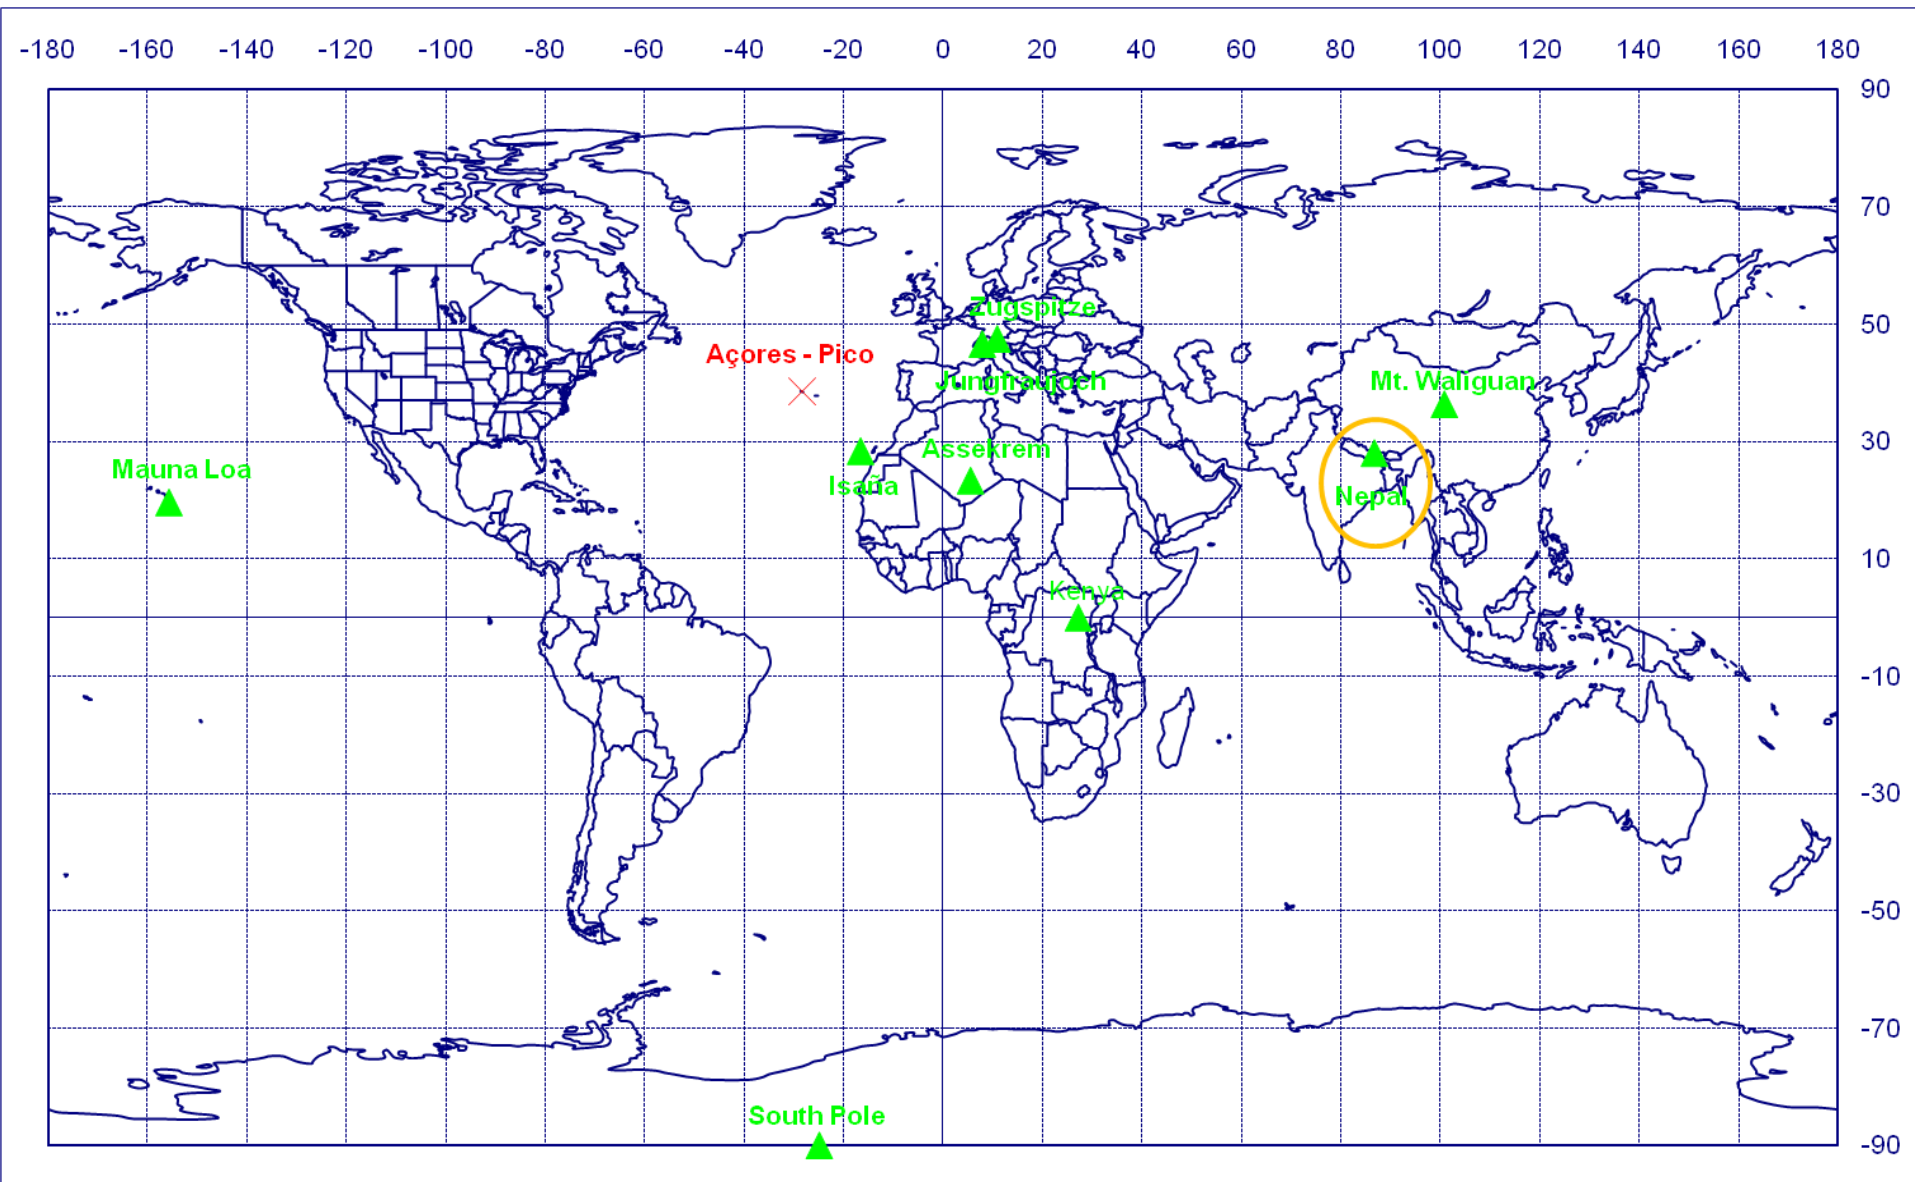 -180 -160 -140 -120 -100 -80 -60 -40 -20 0 20 40 60 80 100 120 140 160 180
90
70
Zugspitze
50
Açores - Pico
Jungfraujoch
Mt. Waliguan
30
Assekrem
Mauna Loa
Isaña
Nepal
10
Kenya
-10
-30
-50
-70
South Pole
-90